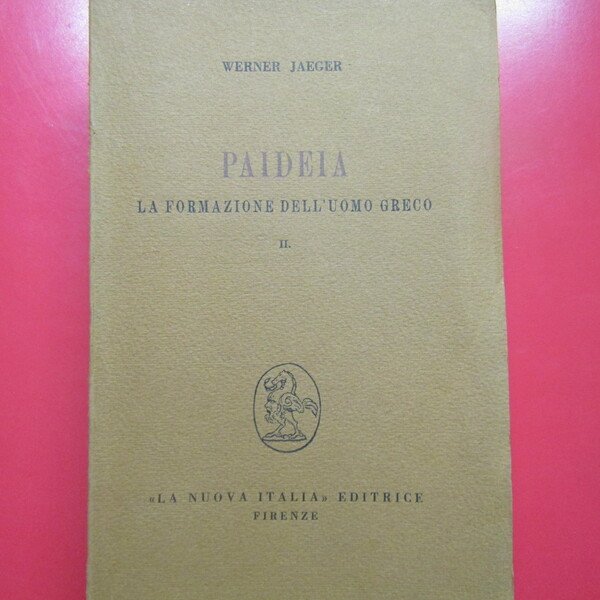 WERNER JAEGER
PAIDEIA
LA FORMAZIONE DELL'UOMO GRECO
II.
«LA NUOVA ITALIA» EDITRICE
FIRENZE